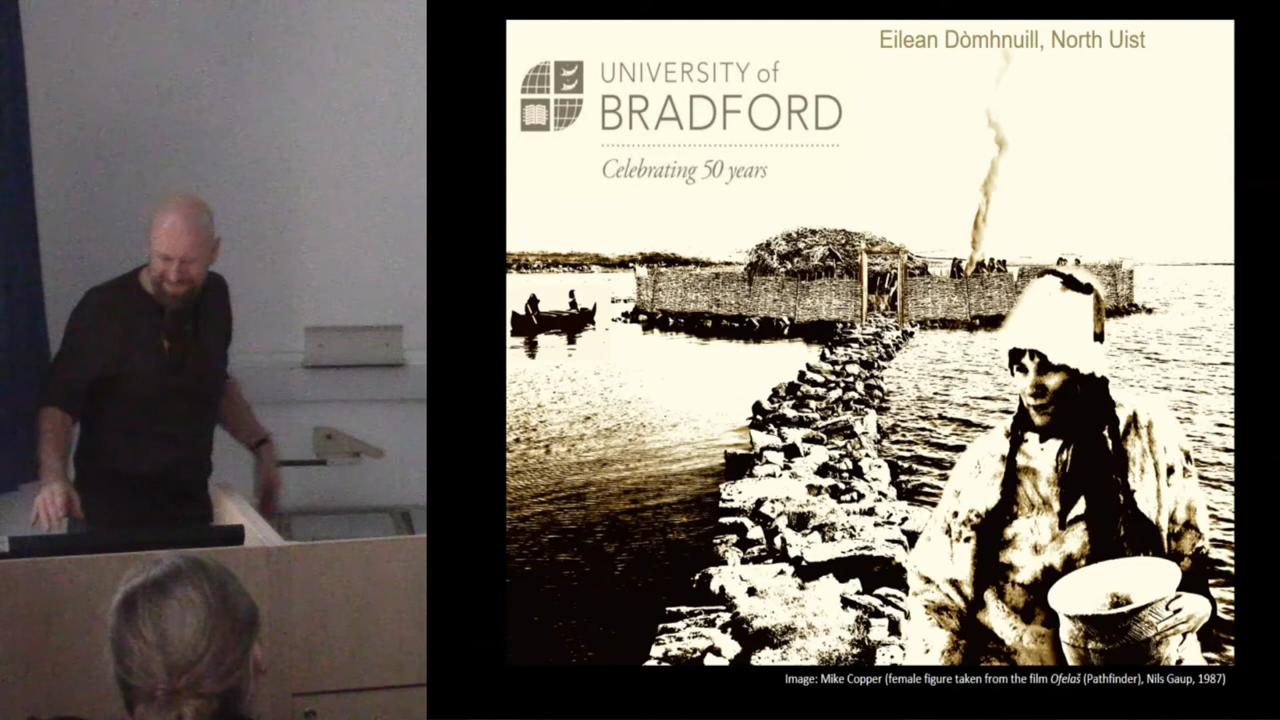 Eilean Dòmhnuill, North Uist
UNIVERSITY of
BRADFORD
Celebrating 50 years
Image: Mike Copper (female figure taken from the film Ofelaš (Pathfinder), Nils Gaup, 1987)